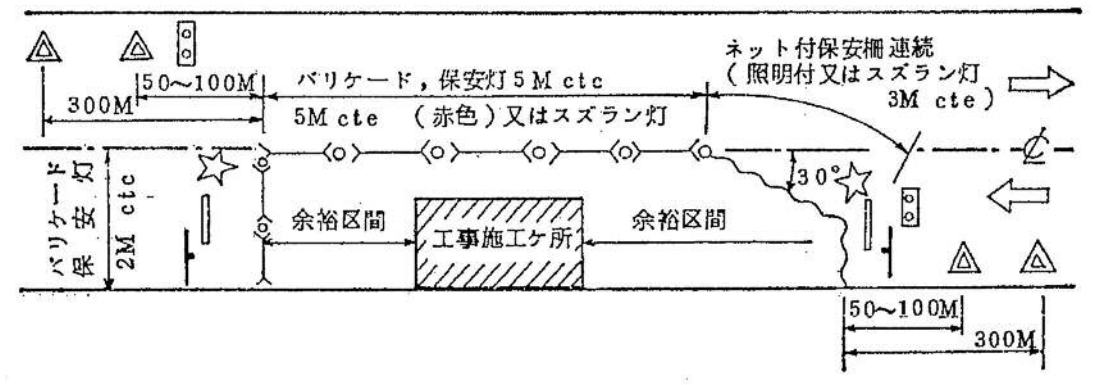 ネット付保安柵連続
(照明付又はスズラン灯
3M cte)
50〜100M
バリケード,保安灯5M ctc
300M
5M cte (赤色)又はスズラン灯
バリケード
保安灯
2M ctc
30°
余裕区間
工事施工ケ所
余裕区間
50〜100M
300M